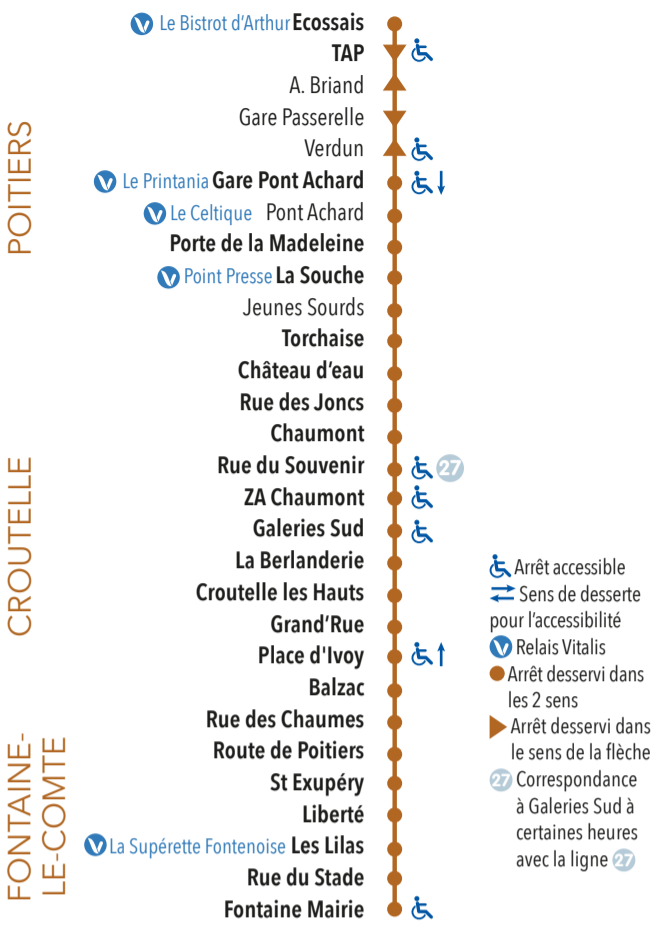 Le Bistrot d'Arthur Ecossais
TAP
A. Briand
Gare Passerelle
Verdun
Le Printania Gare Pont Achard
Le Celtique Pont Achard
Porte de la Madeleine
Point Presse La Souche
Jeunes Sourds
Torchaise
Château d'eau
Rue des Joncs
Chaumont
Rue du Souvenir 27
ZA Chaumont
Galeries Sud
La Berlanderie
Croutelle les Hauts
Grand'Rue
Place d'Ivoy
Balzac
Rue des Chaumes
Route de Poitiers
St Exupéry
Liberté
La Supérette Fontenoise Les Lilas
Rue du Stade
Fontaine Mairie
POITIERS
CROUTELLE
FONTAINE-
LE-COMTE
Arrêt accessible
Sens de desserte
pour l'accessibilité
Relais Vitalis
Arrêt desservi dans
les 2 sens
Arrêt desservi dans
le sens de la flèche
27 Correspondance
à Galeries Sud à
certaines heures
avec la ligne 27